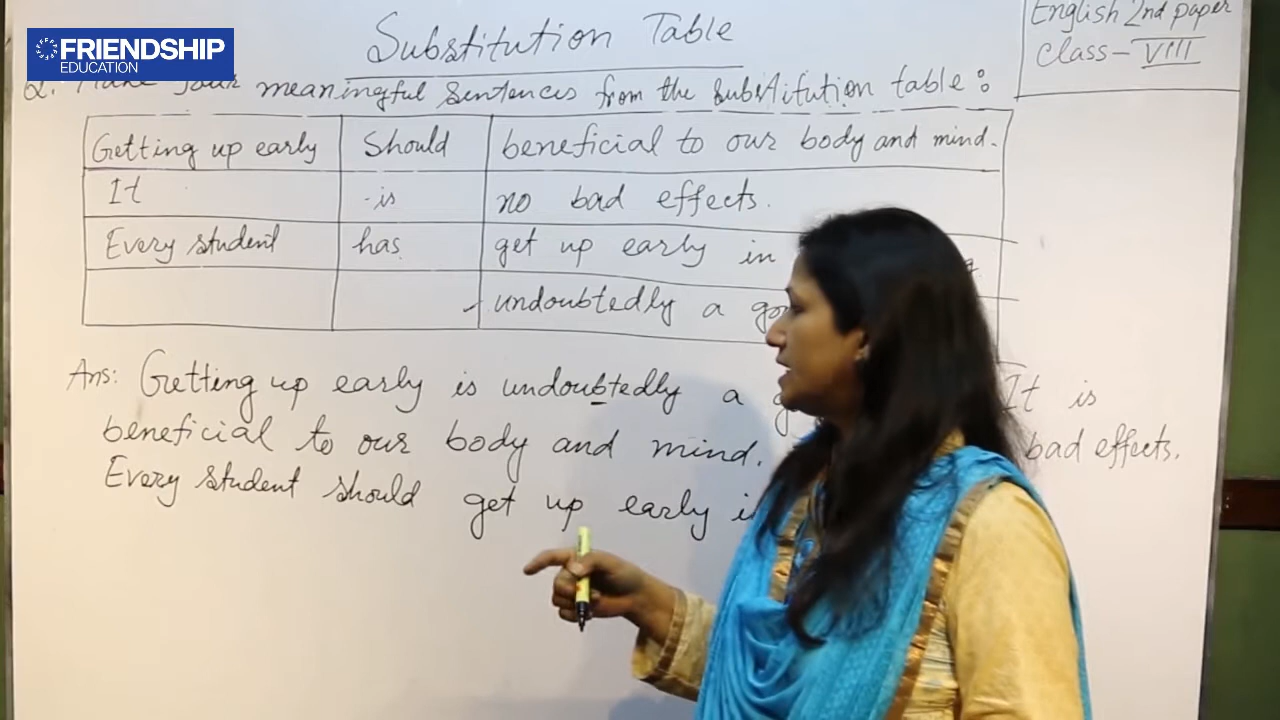 FRIENDSHIP
EDUCATION
Substitution Table
English 2nd paper
Class- VIII
meaningful sentences from the substitution table:
Getting up early Should beneficial to our body and mind.
It is no bad effects.
Every student has get up early in
undoubtedly a
Ans: Getting up early is undoubtedly a It is
beneficial to our body and mind. bad effects.
Every student should get up early